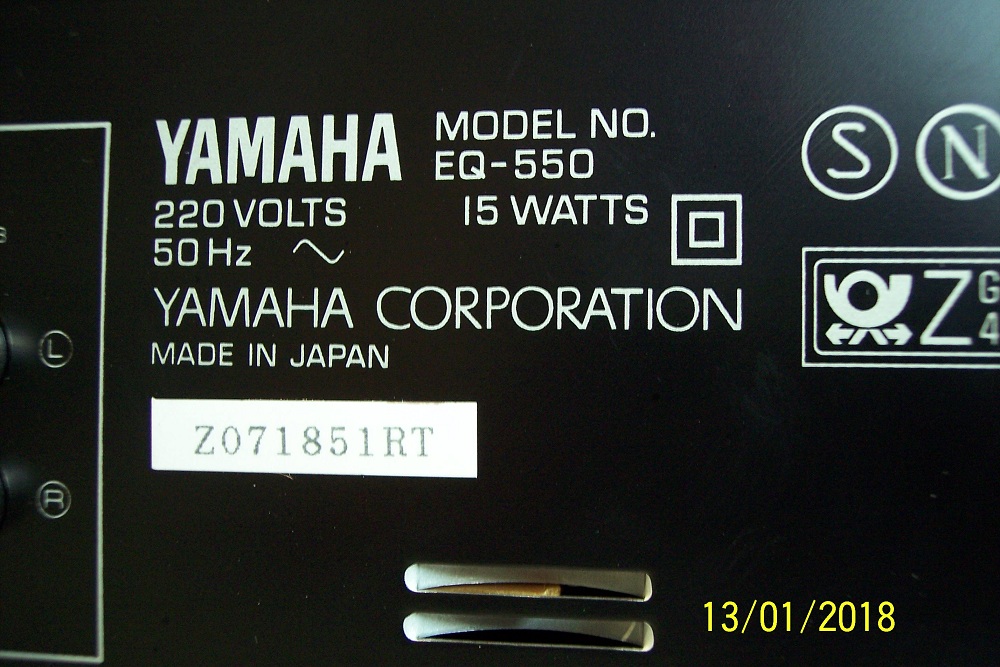 YAMAHA MODEL NO.
EQ-550
220 VOLTS 15 WATTS
50 Hz
YAMAHA CORPORATION
MADE IN JAPAN
Z071851RT
S N
Z G
4
L
R
13/01/2018